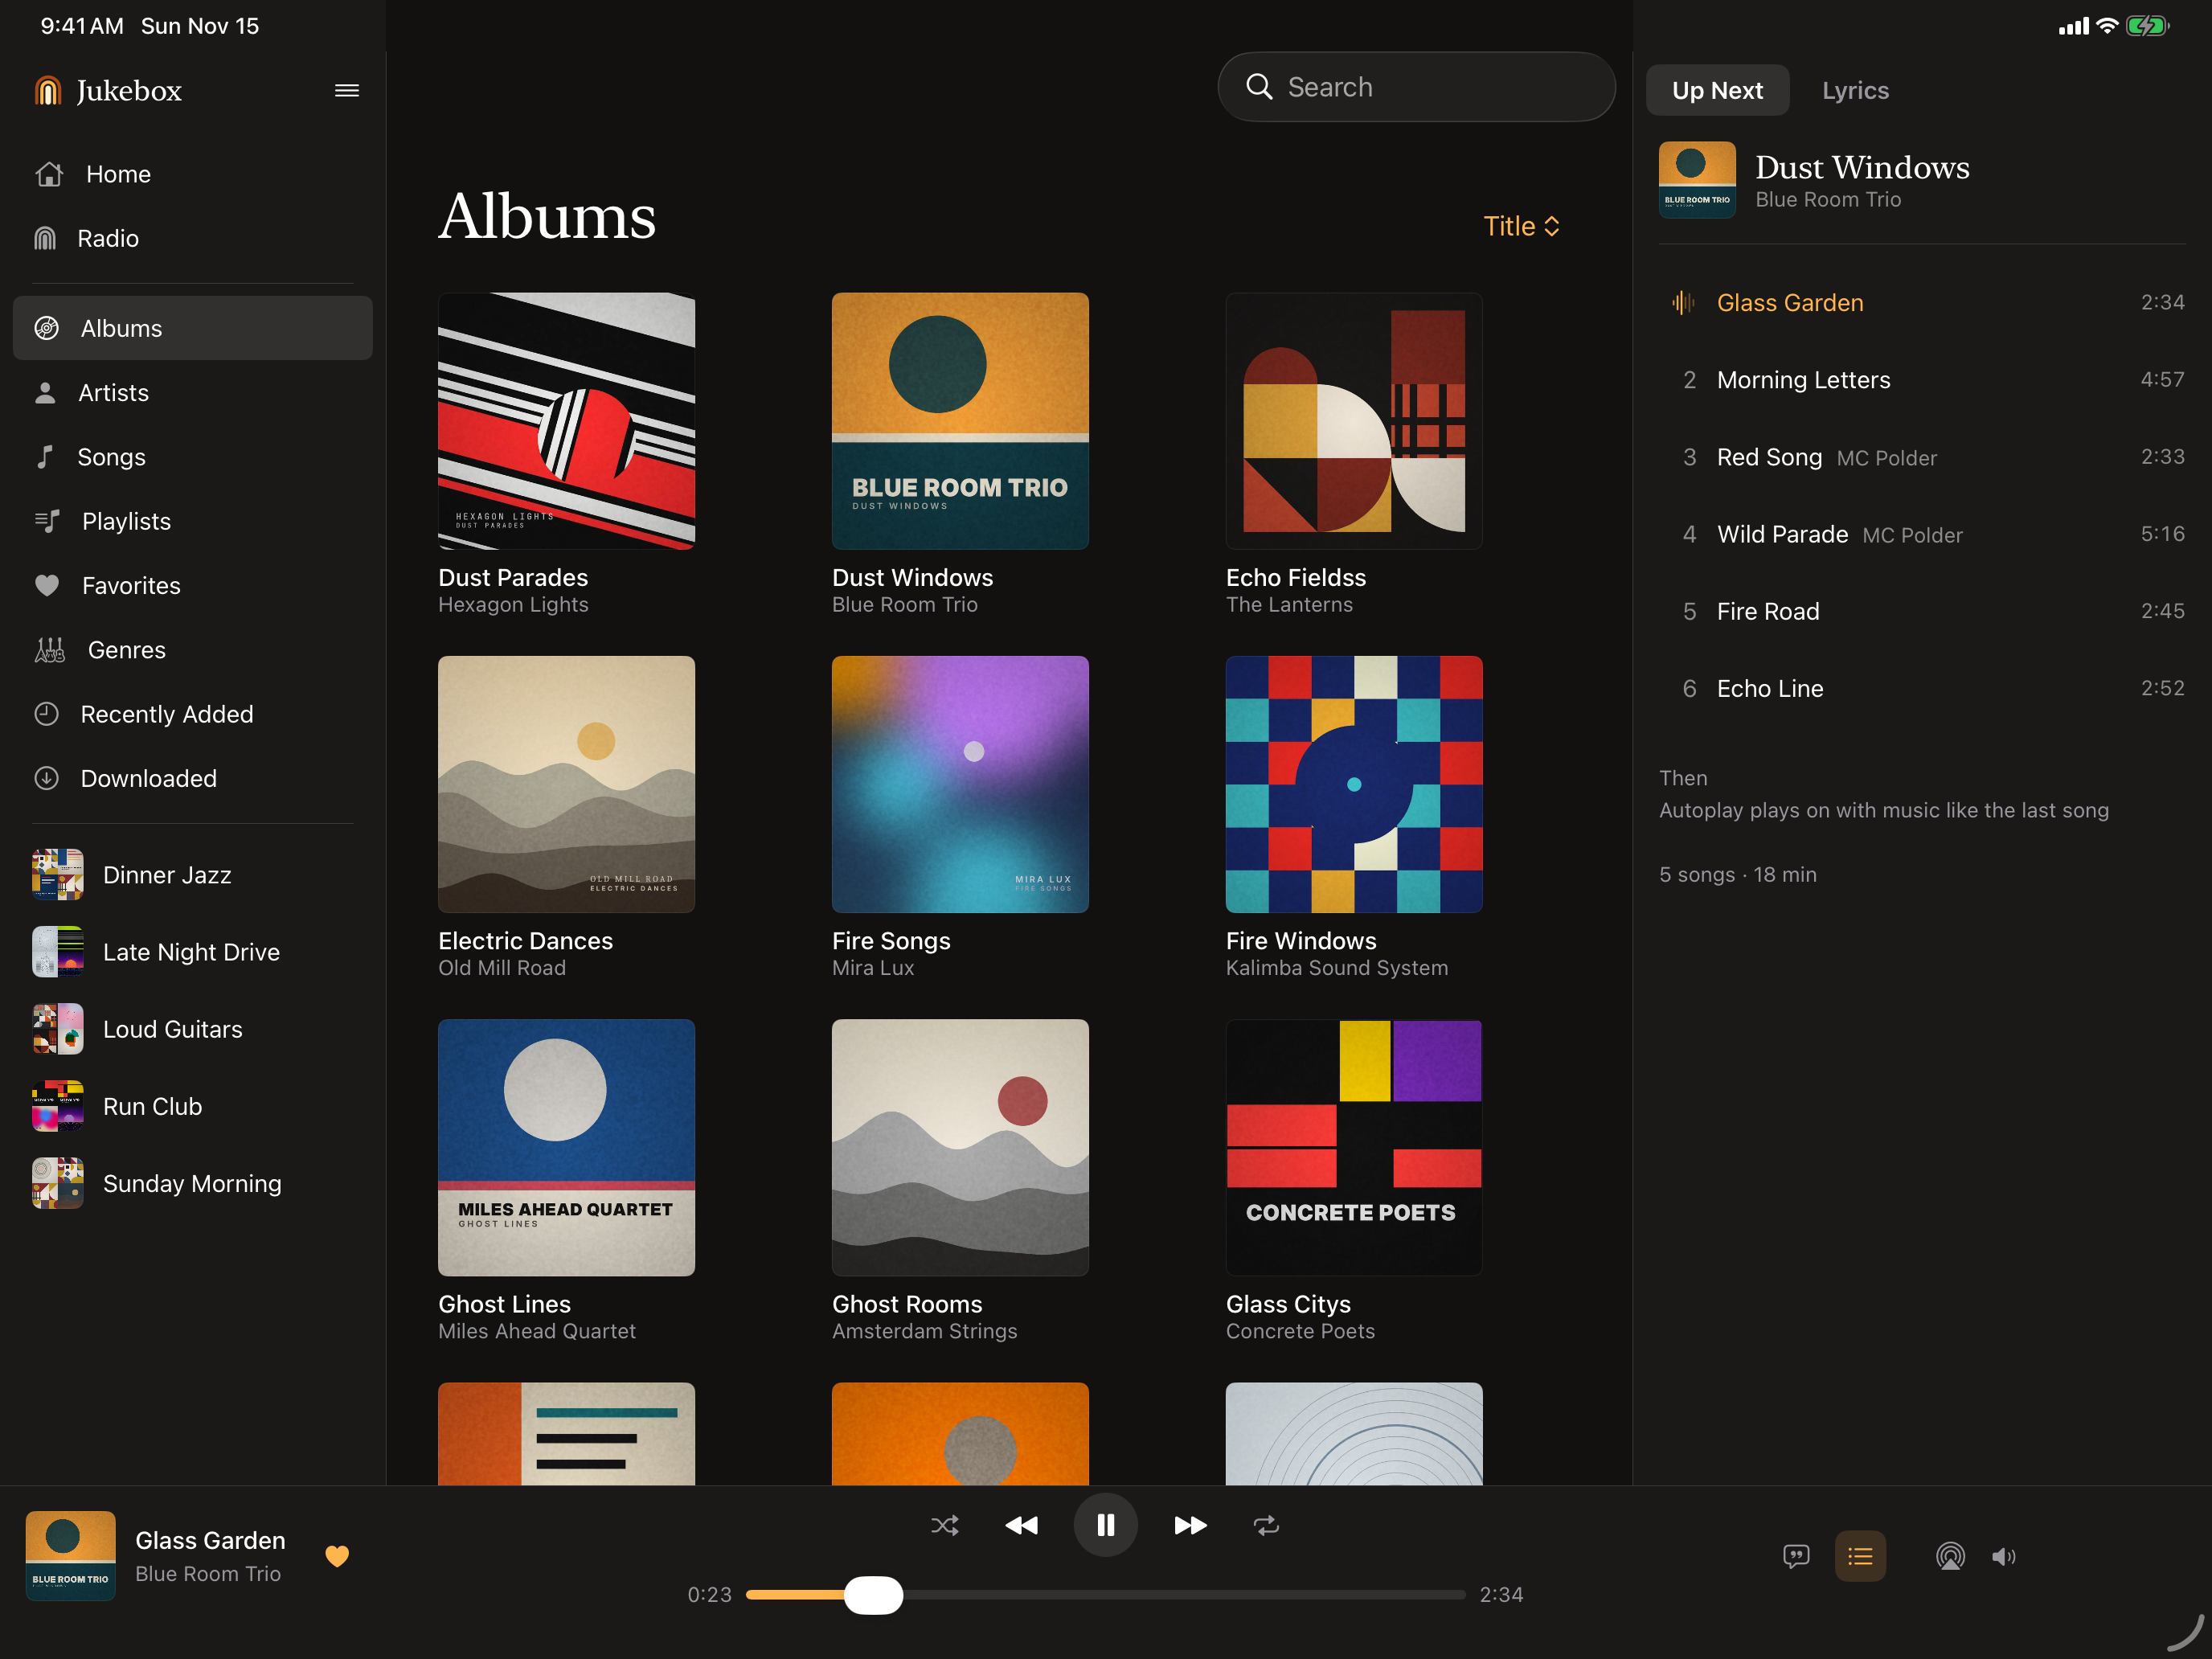 9:41 AM Sun Nov 15
Jukebox
Home
Radio
Albums
Artists
Songs
Playlists
Favorites
Genres
Recently Added
Downloaded
Dinner Jazz
Late Night Drive
Loud Guitars
Run Club
Sunday Morning
Search
Albums
Title
HEXAGON LIGHTS
DUST PARADES
Dust Parades
Hexagon Lights
BLUE ROOM TRIO
DUST WINDOWS
Dust Windows
Blue Room Trio
Echo Fieldss
The Lanterns
OLD MILL ROAD
ELECTRIC DANCES
Electric Dances
Old Mill Road
MIRA LUX
FIRE SONGS
Fire Songs
Mira Lux
Fire Windows
Kalimba Sound System
MILES AHEAD QUARTET
GHOST LINES
Ghost Lines
Miles Ahead Quartet
Ghost Rooms
Amsterdam Strings
CONCRETE POETS
Glass Citys
Concrete Poets
Up Next
Lyrics
BLUE ROOM TRIO
Dust Windows
Blue Room Trio
Glass Garden 2:34
2 Morning Letters 4:57
3 Red Song MC Polder 2:33
4 Wild Parade MC Polder 5:16
5 Fire Road 2:45
6 Echo Line 2:52
Then
Autoplay plays on with music like the last song
5 songs · 18 min
BLUE ROOM TRIO
Glass Garden
Blue Room Trio
0:23
2:34